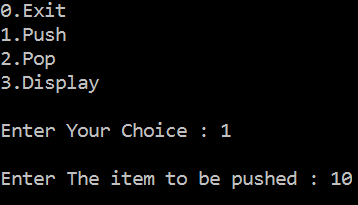 0.Exit
1.Push
2.Pop
3.Display
Enter Your Choice : 1
Enter The item to be pushed : 10